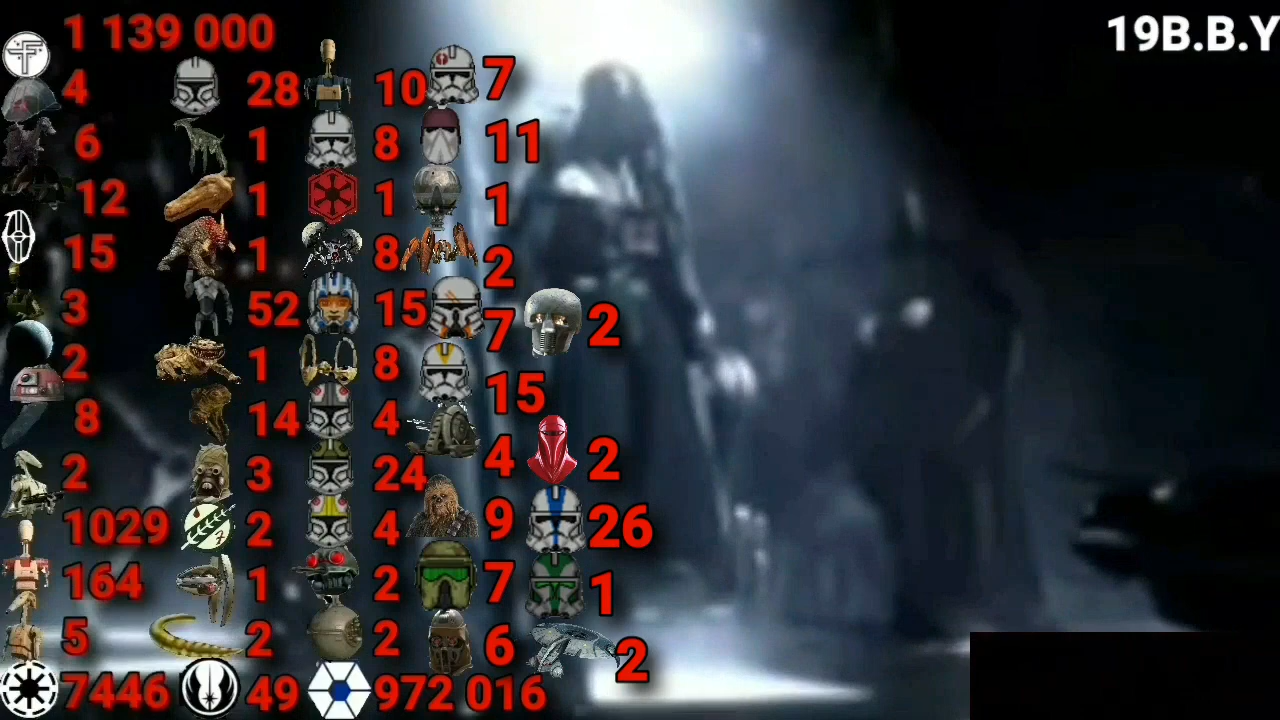 1 139 000 19B.B.Y
4 28 10 7
6 1 8 11
12 1 1 1
15 1 8 2
3 52 15 7 2
2 1 8 15
8 14 4 4 2
2 3 24 9 26
1029 2 4 7 1
164 1 2 6 2
5 2 2
7446 49 972 016